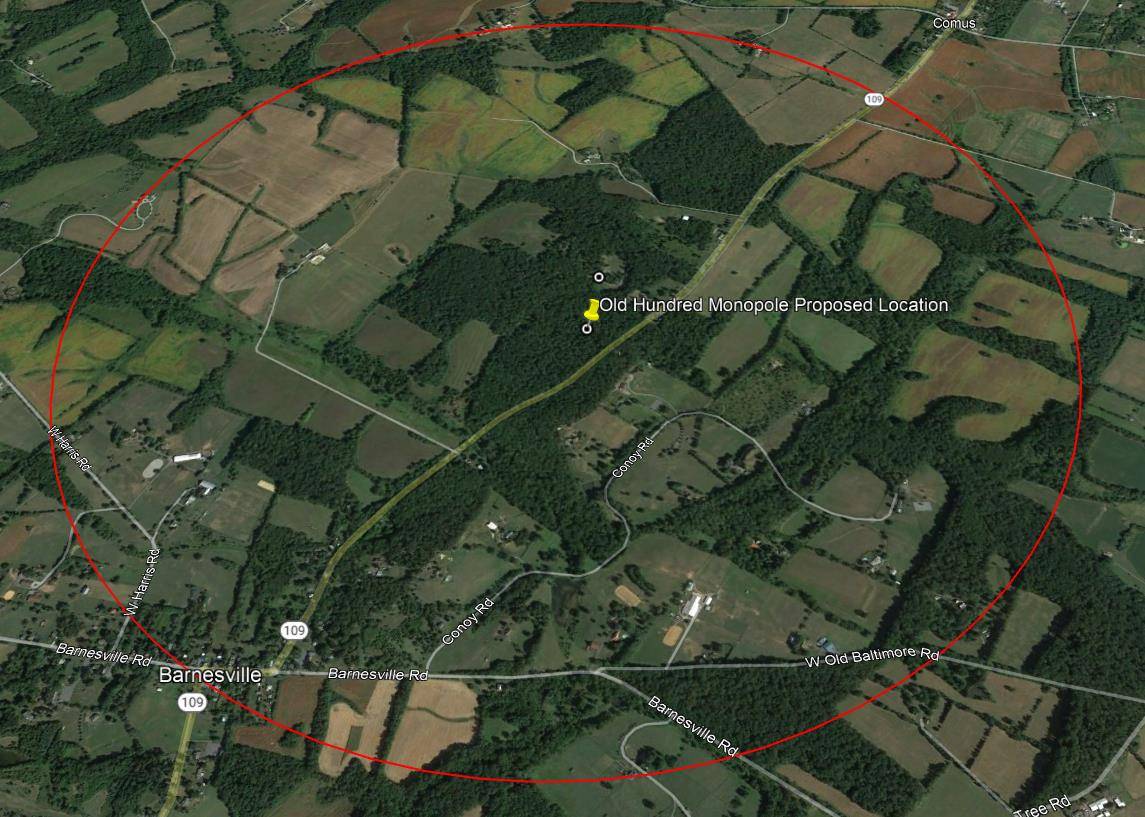 Comus
109
Old Hundred Monopole Proposed Location
W Harris Rd
Conoy Rd
W Harris Rd
Conoy Rd
109
Barnesville Rd
Barnesville
Barnesville Rd
W Old Baltimore Rd
109
Barnesville Rd
Tree Rd